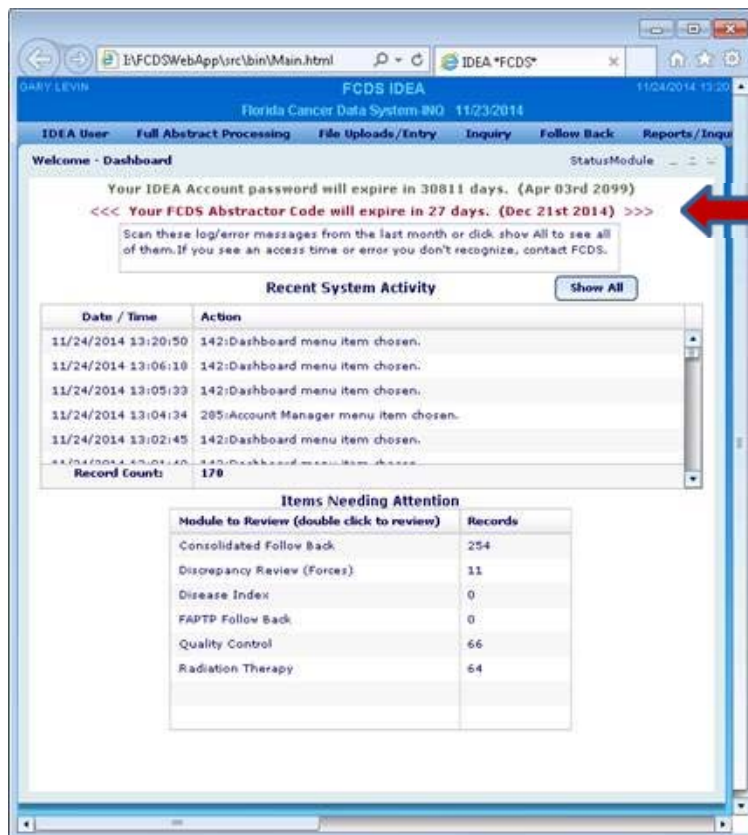 I:\FCDSWebApp\src\bin\Main.html
IDEA *FCDS*
GARY LEVIN
FCDS IDEA
11/24/2014 13:20
Florida Cancer Data System-INQ 11/23/2014
IDEA User Full Abstract Processing File Uploads/Entry Inquiry Follow Back Reports/Inqu
Welcome - Dashboard
StatusModule
Your IDEA Account password will expire in 30811 days. (Apr 03rd 2099)
<<< Your FCDS Abstractor Code will expire in 27 days. (Dec 21st 2014) >>>
Scan these log/error messages from the last month or click show All to see all
of them.If you see an access time or error you don't recognize, contact FCDS.
Recent System Activity
Show All
Date / Time Action
11/24/2014 13:20:50 142:Dashboard menu item chosen.
11/24/2014 13:06:18 142:Dashboard menu item chosen.
11/24/2014 13:05:33 142:Dashboard menu item chosen.
11/24/2014 13:04:34 285:Account Manager menu item chosen.
11/24/2014 13:02:45 142:Dashboard menu item chosen.
Record Count: 170
Items Needing Attention
Module to Review (double click to review) Records
Consolidated Follow Back 254
Discrepancy Review (Forces) 11
Disease Index 0
FAPTP Follow Back 0
Quality Control 66
Radiation Therapy 64